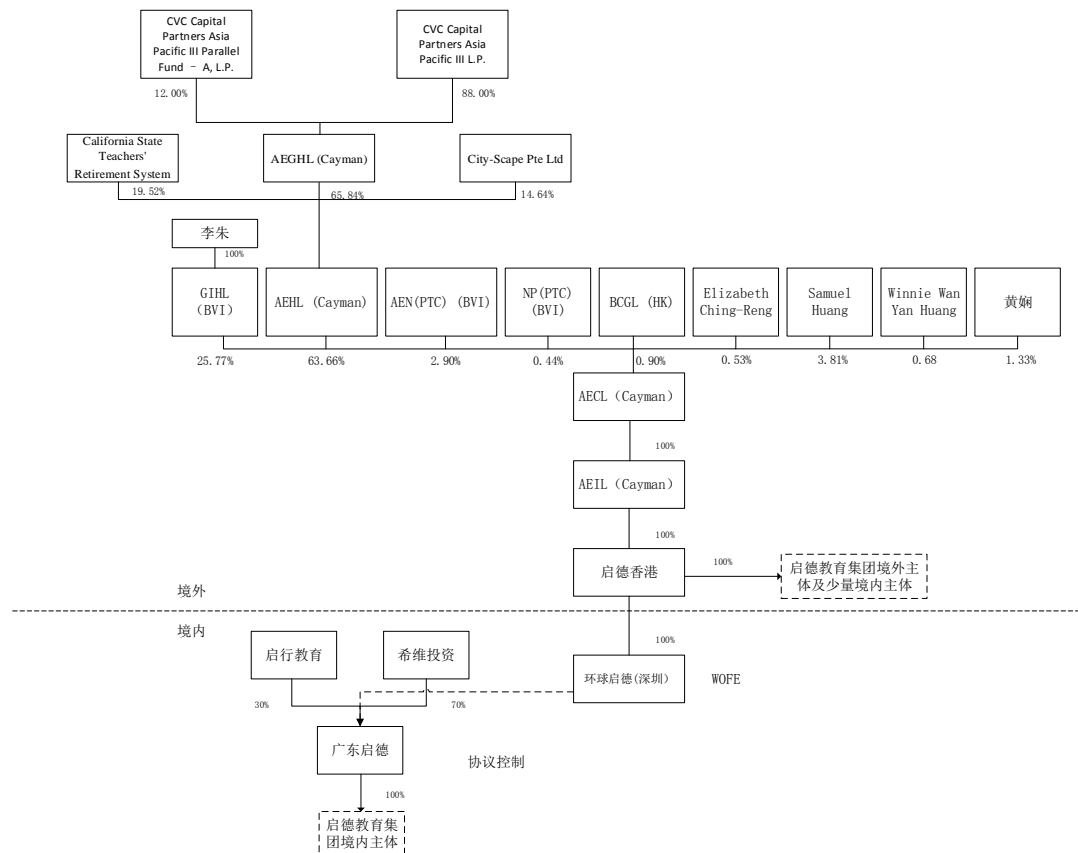 CVC Capital
Partners Asia
Pacific III Parallel
Fund – A, L.P.
CVC Capital
Partners Asia
Pacific III L.P.
12.00%
88.00%
California State
Teachers'
Retirement System
AEGHL (Cayman)
City-Scape Pte Ltd
19.52%
65.84%
14.64%
李朱
100%
GIHL
(BVI)
AEHL (Cayman)
AEN(PTC) (BVI)
NP(PTC)
(BVI)
BCGL (HK)
Elizabeth
Ching-Reng
Samuel
Huang
Winnie Wan
Yan Huang
黄娴
25.77%
63.66%
2.90%
0.44%
0.90%
0.53%
3.81%
0.68
1.33%
AECL（Cayman）
100%
AEIL（Cayman）
100%
启德香港
100%
启德教育集团境外主
体及少量境内主体
境外
境内
100%
启行教育
希维投资
环球启德(深圳）
WOFE
30%
70%
广东启德
协议控制
100%
启德教育集
团境内主体